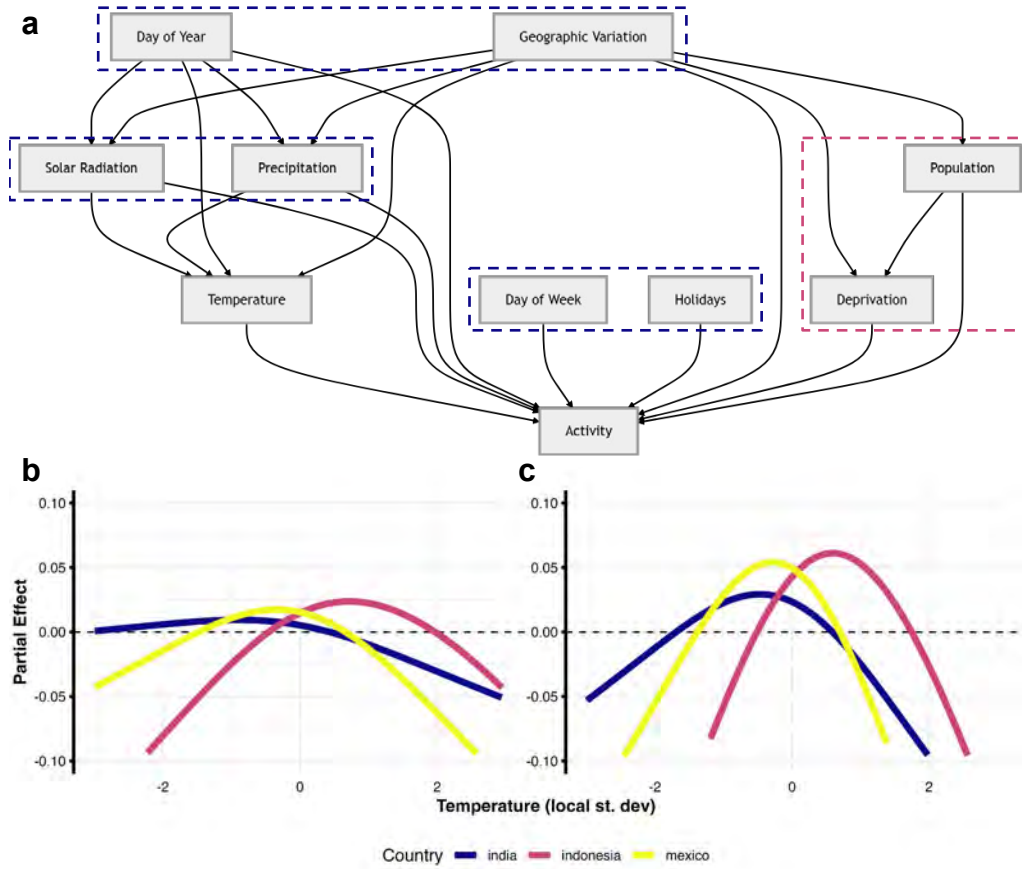 a
Day of Year
Geographic Variation
Solar Radiation
Precipitation
Population
Temperature
Day of Week
Holidays
Deprivation
Activity
b
c
0.10
0.05
0.00
-0.05
-0.10
Partial Effect
-2
0
2
0.10
0.05
0.00
-0.05
-0.10
-2
0
2
Temperature (local st. dev)
Country india indonesia mexico